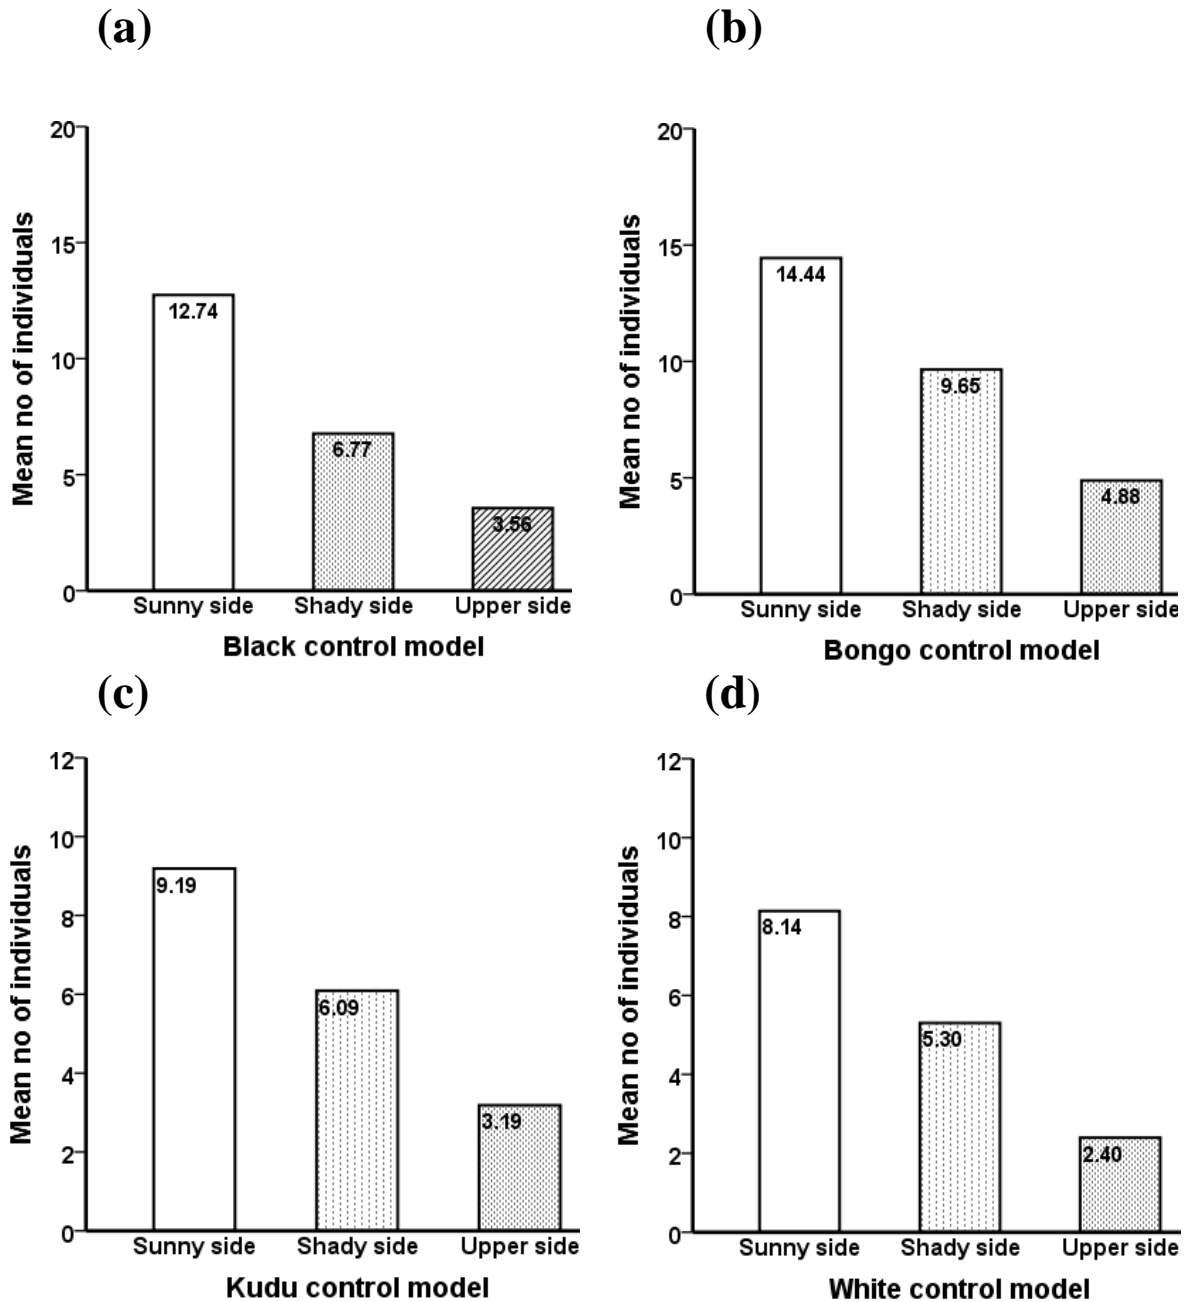 (a)
Mean no of individuals
20
15
10
5
0
12.74
6.77
3.56
Sunny side Shady side Upper side
Black control model
(b)
Mean no of individuals
20
15
10
5
0
14.44
9.65
4.88
Sunny side Shady side Upper side
Bongo control model
(c)
Mean no of individuals
12
10
8
6
4
2
0
9.19
6.09
3.19
Sunny side Shady side Upper side
Kudu control model
(d)
Mean no of individuals
12
10
8
6
4
2
0
8.14
5.30
2.40
Sunny side Shady side Upper side
White control model